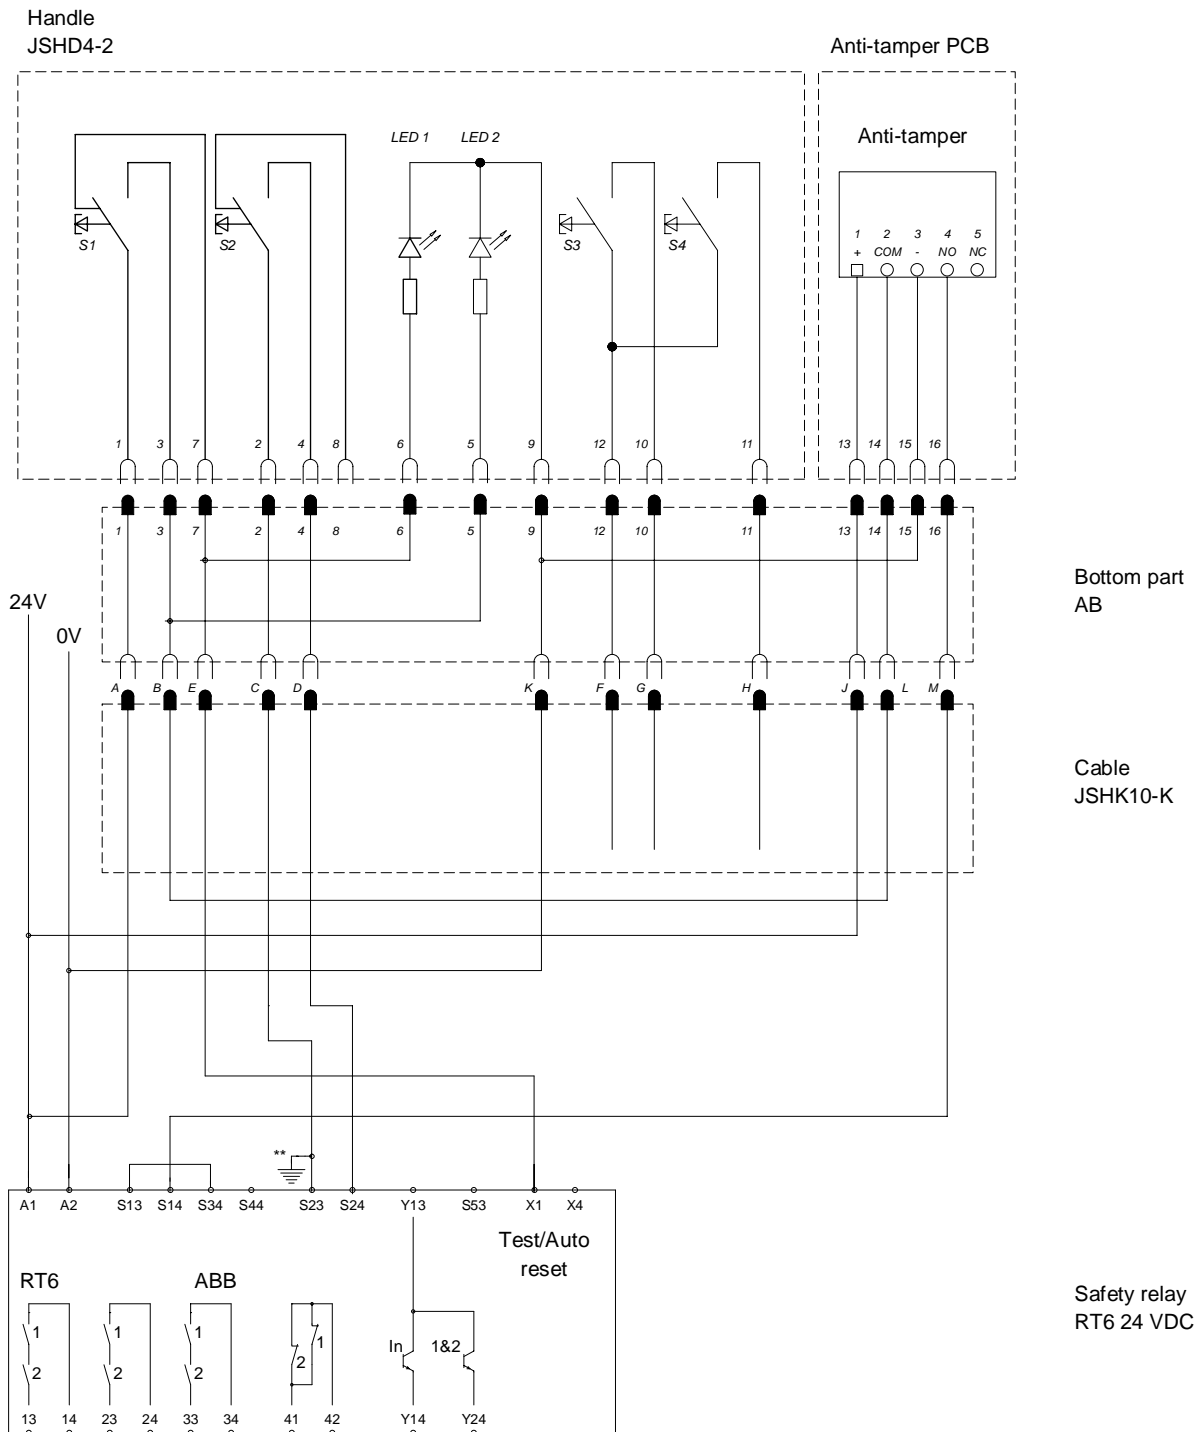 Handle
JSHD4-2
Anti-tamper PCB
LED 1 LED 2
Anti-tamper
S1 S2 S3 S4
1 2 3 4 5
+ COM - NO NC
1 3 7 2 4 8 6 5 9 12 10 11 13 14 15 16
1 3 7 2 4 8 6 5 9 12 10 11 13 14 15 16
Bottom part
AB
24V
0V
A B E C D K F G H J L M
Cable
JSHK10-K
**
A1 A2 S13 S14 S34 S44 S23 S24 Y13 S53 X1 X4
Test/Auto
reset
RT6 ABB
Safety relay
RT6 24 VDC
1 1 1 1 In 1&2
2 2 2 2
13 14 23 24 33 34 41 42 Y14 Y24